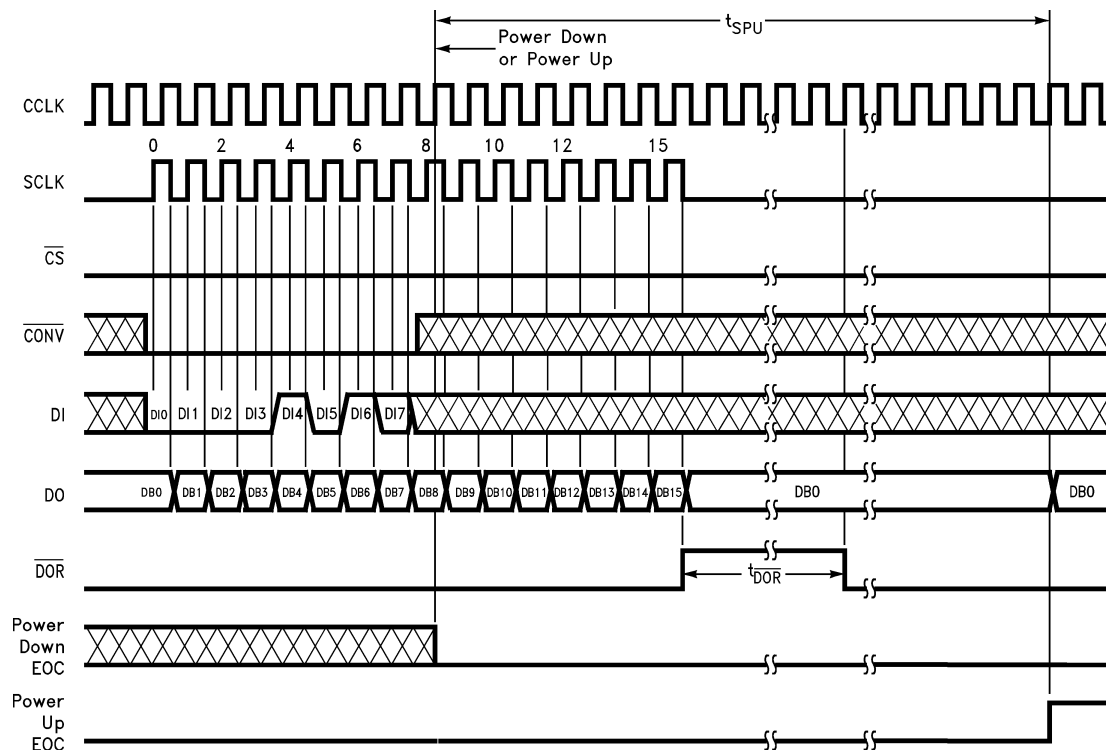 tSPU
Power Down
or Power Up
CCLK
0 2 4 6 8 10 12 15
SCLK
CS
CONV
DI DI0 DI1 DI2 DI3 DI4 DI5 DI6 DI7
DO DB0 DB1 DB2 DB3 DB4 DB5 DB6 DB7 DB8 DB9 DB10 DB11 DB12 DB13 DB14 DB15 DB0 DB0
DOR tDOR
Power
Down
EOC
Power
Up
EOC